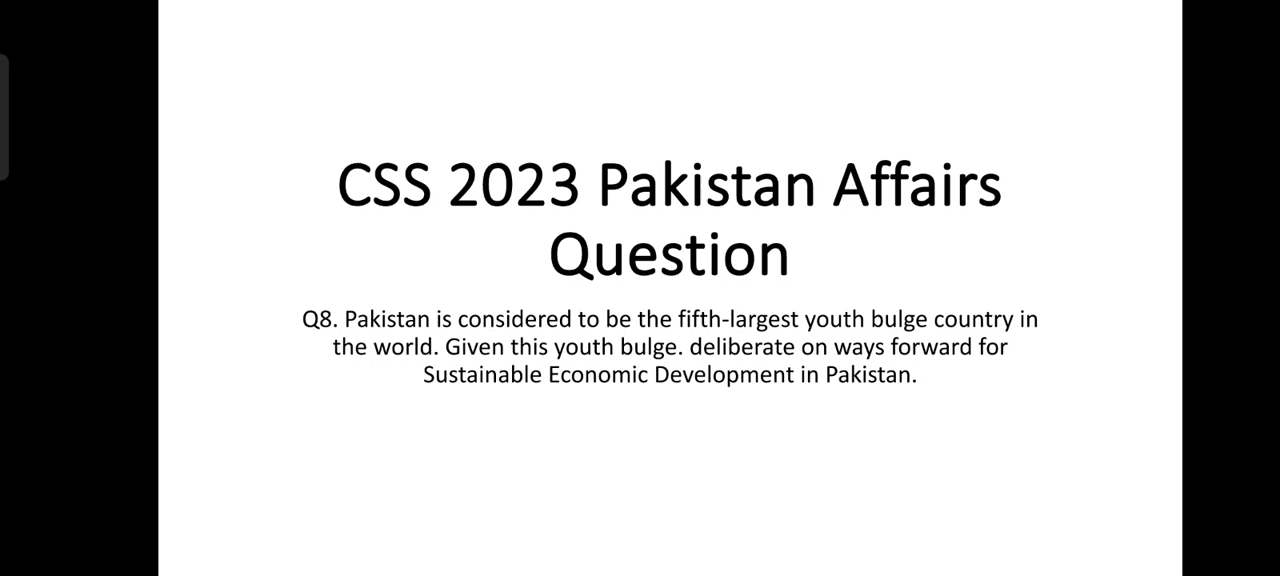 CSS 2023 Pakistan Affairs
Question
Q8. Pakistan is considered to be the fifth-largest youth bulge country in
the world. Given this youth bulge. deliberate on ways forward for
Sustainable Economic Development in Pakistan.